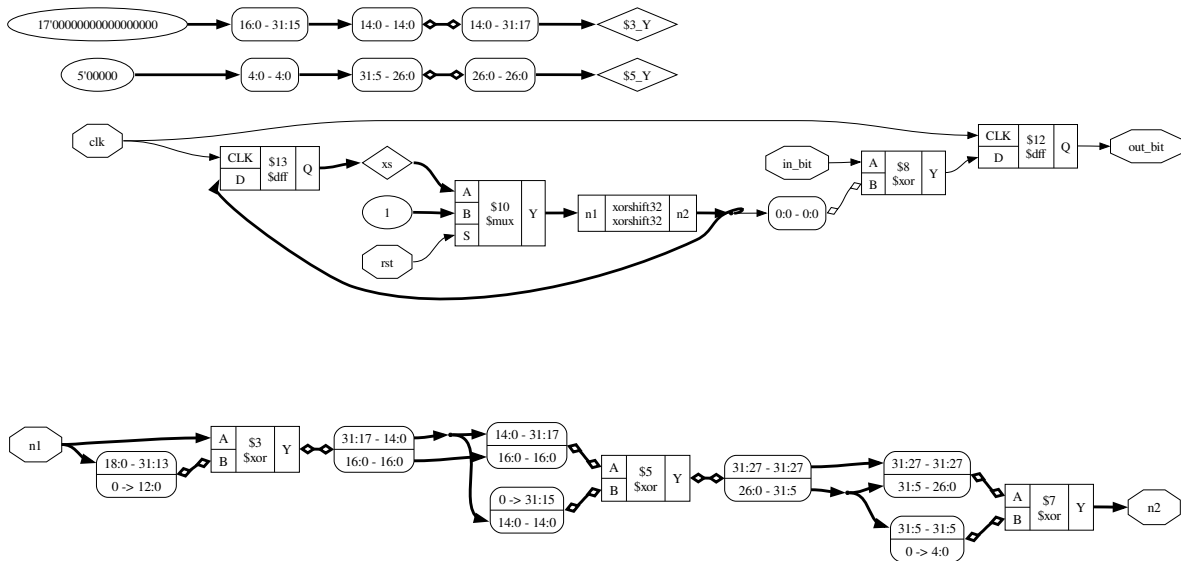 17'00000000000000000
16:0 - 31:15
14:0 - 14:0
14:0 - 31:17
$3_Y
5'00000
4:0 - 4:0
31:5 - 26:0
26:0 - 26:0
$5_Y
clk
CLK
D
$13
$dff
Q
xs
1
rst
A
B
S
$10
$mux
Y
n1
xorshift32
xorshift32
n2
0:0 - 0:0
in_bit
A
B
$8
$xor
Y
CLK
D
$12
$dff
Q
out_bit
n1
18:0 - 31:13
0 -> 12:0
A
B
$3
$xor
Y
31:17 - 14:0
16:0 - 16:0
14:0 - 31:17
16:0 - 16:0
0 -> 31:15
14:0 - 14:0
A
B
$5
$xor
Y
31:27 - 31:27
26:0 - 31:5
31:27 - 31:27
31:5 - 26:0
31:5 - 31:5
0 -> 4:0
A
B
$7
$xor
Y
n2